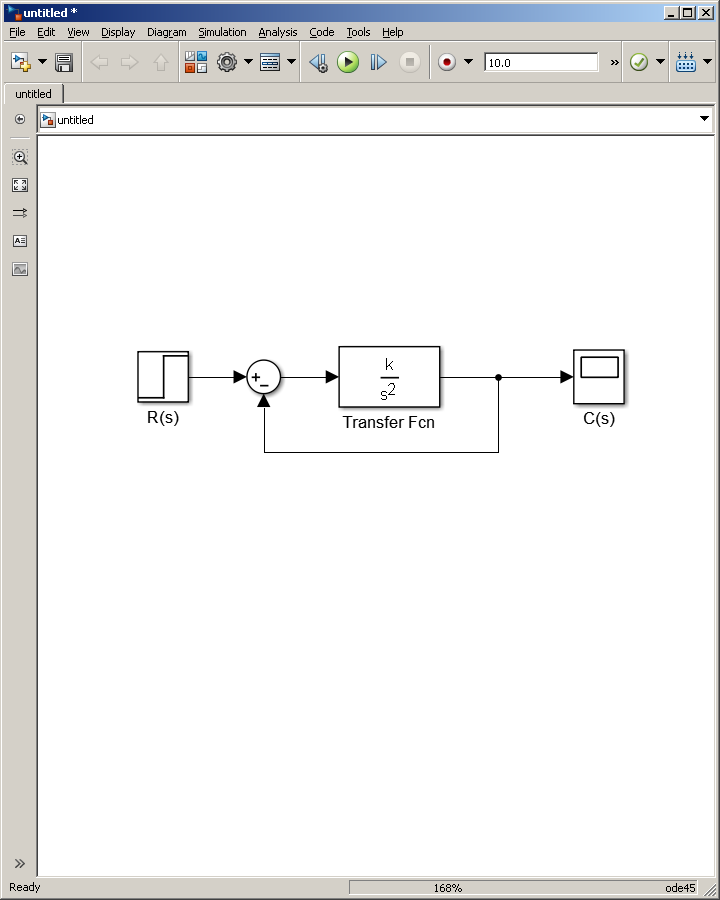 untitled *
File Edit View Display Diagram Simulation Analysis Code Tools Help
10.0 »
untitled
untitled
A
k
s²
+
−
R(s)
Transfer Fcn
C(s)
»
Ready 168% ode45